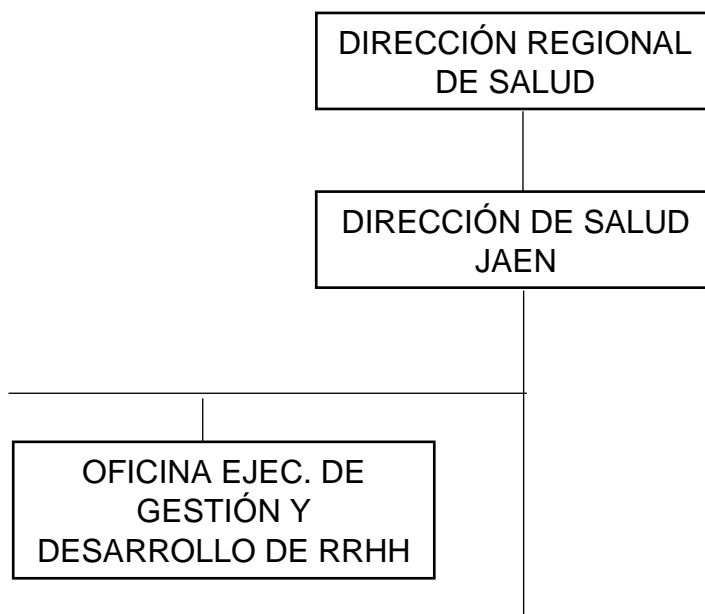 DIRECCIÓN REGIONAL
DE SALUD
DIRECCIÓN DE SALUD
JAEN
OFICINA EJEC. DE
GESTIÓN Y
DESARROLLO DE RRHH